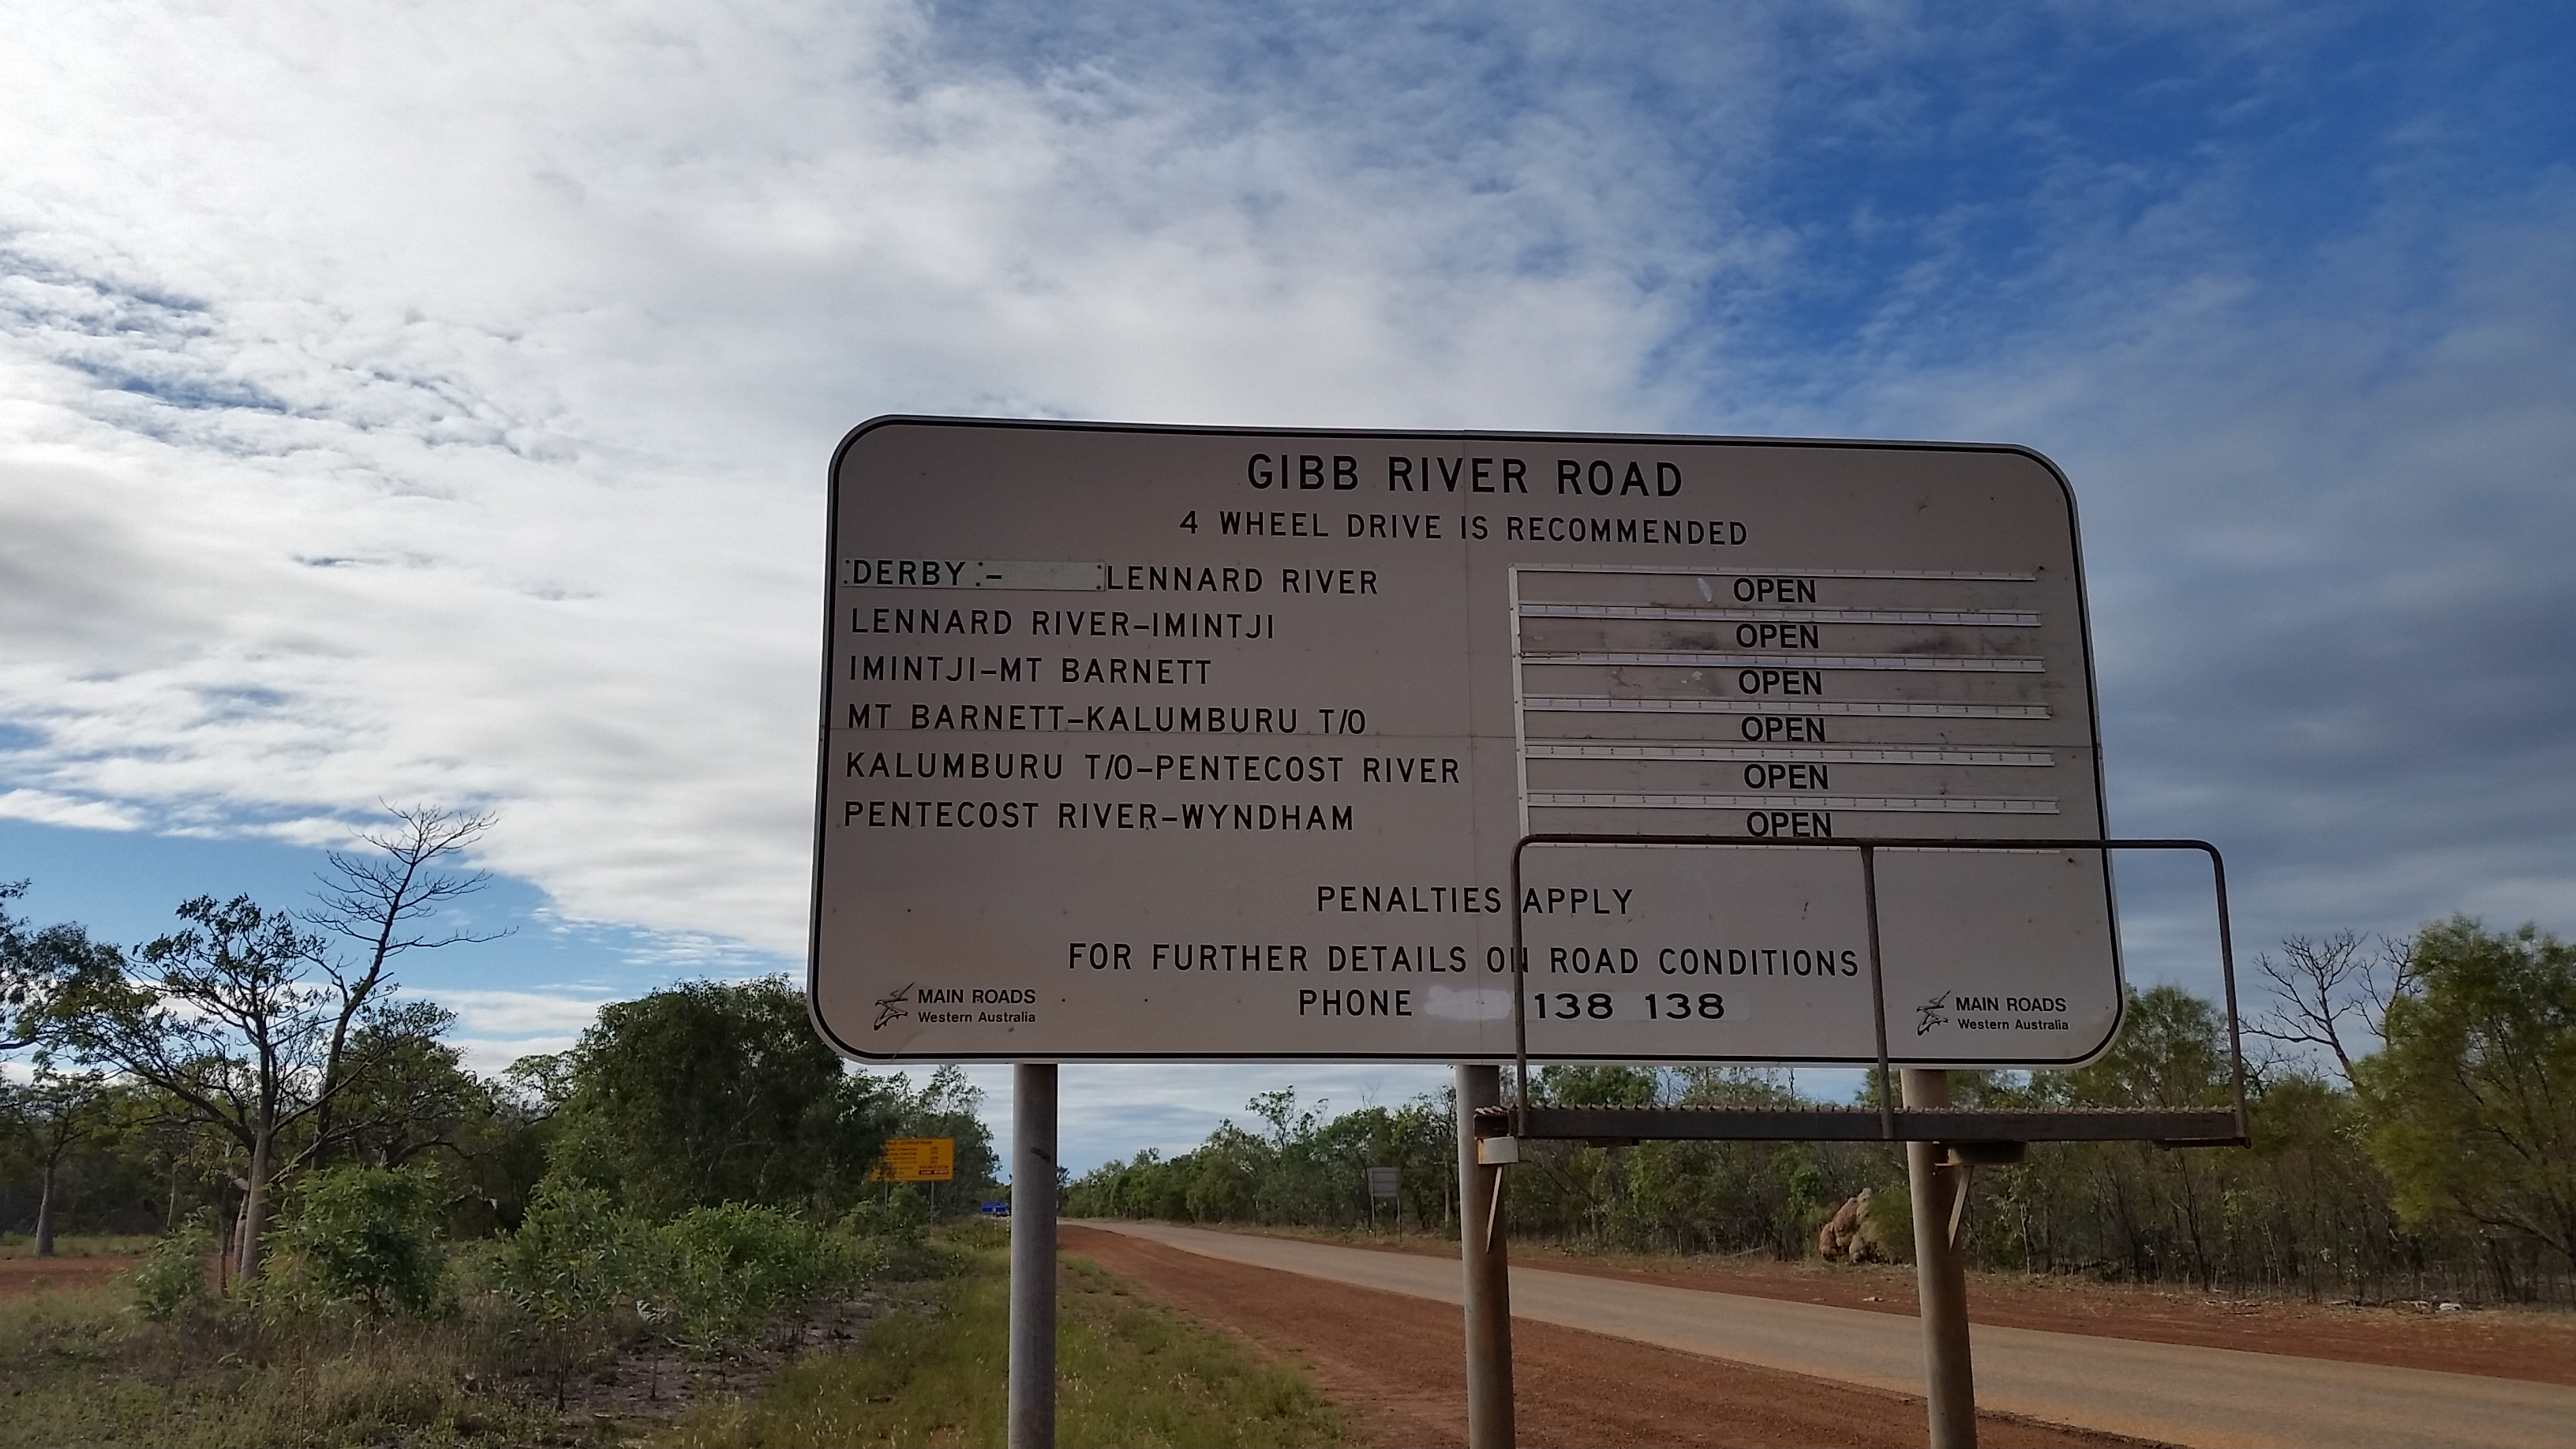 GIBB RIVER ROAD
4 WHEEL DRIVE IS RECOMMENDED
DERBY - LENNARD RIVER OPEN
LENNARD RIVER-IMINTJI OPEN
IMINTJI-MT BARNETT OPEN
MT BARNETT-KALUMBURU T/O OPEN
KALUMBURU T/O-PENTECOST RIVER OPEN
PENTECOST RIVER-WYNDHAM OPEN
PENALTIES APPLY
FOR FURTHER DETAILS ON ROAD CONDITIONS
PHONE 138 138
MAIN ROADS
Western Australia
MAIN ROADS
Western Australia